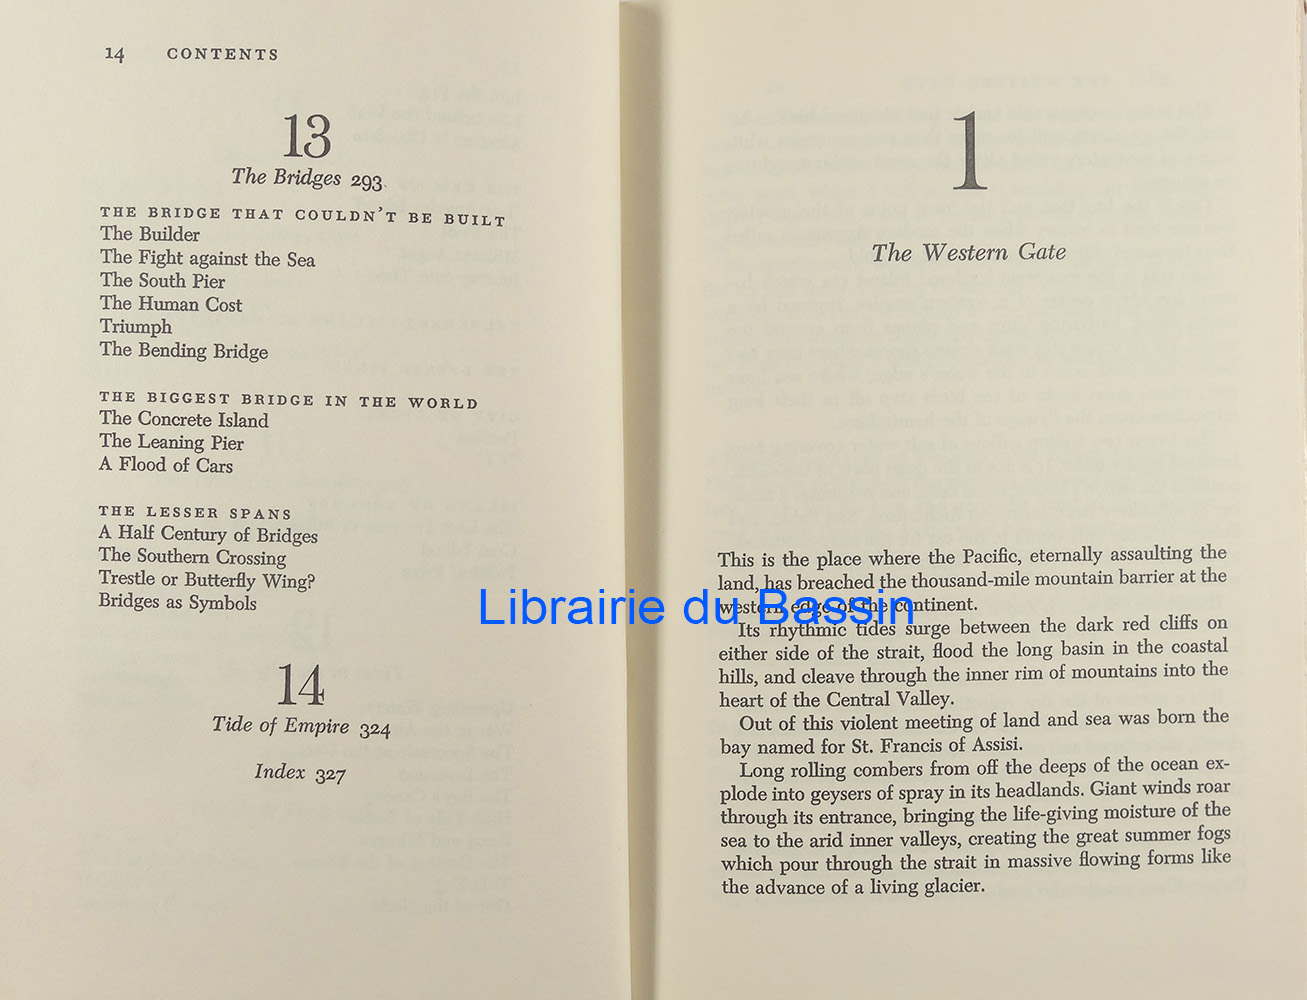 14 CONTENTS
13
The Bridges 293
THE BRIDGE THAT COULDN'T BE BUILT
The Builder
The Fight against the Sea
The South Pier
The Human Cost
Triumph
The Bending Bridge
THE BIGGEST BRIDGE IN THE WORLD
The Concrete Island
The Leaning Pier
A Flood of Cars
THE LESSER SPANS
A Half Century of Bridges
The Southern Crossing
Trestle or Butterfly Wing?
Bridges as Symbols
14
Tide of Empire 324
Index 327
1
The Western Gate
This is the place where the Pacific, eternally assaulting the
land, has breached the thousand-mile mountain barrier at the
western edge of the continent.
Its rhythmic tides surge between the dark red cliffs on
either side of the strait, flood the long basin in the coastal
hills, and cleave through the inner rim of mountains into the
heart of the Central Valley.
Out of this violent meeting of land and sea was born the
bay named for St. Francis of Assisi.
Long rolling combers from off the deeps of the ocean ex-
plode into geysers of spray in its headlands. Giant winds roar
through its entrance, bringing the life-giving moisture of the
sea to the arid inner valleys, creating the great summer fogs
which pour through the strait in massive flowing forms like
the advance of a living glacier.
Librairie du Bassin